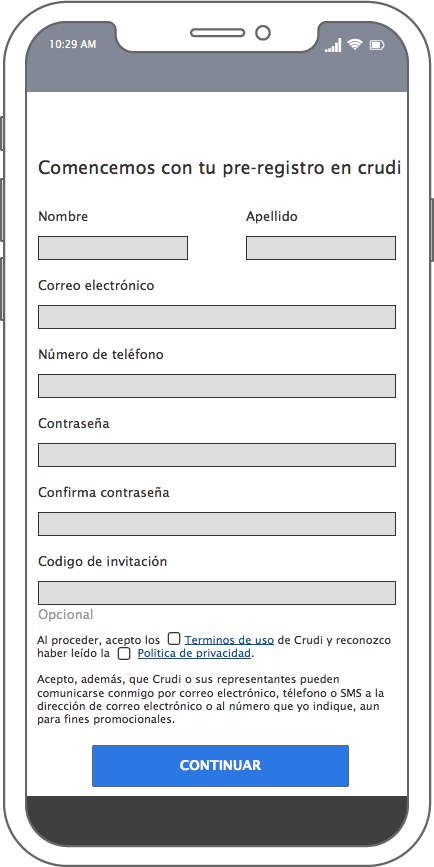 10:29 AM
Comencemos con tu pre-registro en crudi
Nombre
Apellido
Correo electrónico
Número de teléfono
Contraseña
Confirma contraseña
Codigo de invitación
Opcional
Al proceder, acepto los Terminos de uso de Crudi y reconozco
haber leído la Politica de privacidad.
Acepto, además, que Crudi o sus representantes pueden
comunicarse conmigo por correo electrónico, télefono o SMS a la
dirección de correo electrónico o al número que yo indique, aun
para fines promocionales.
CONTINUAR